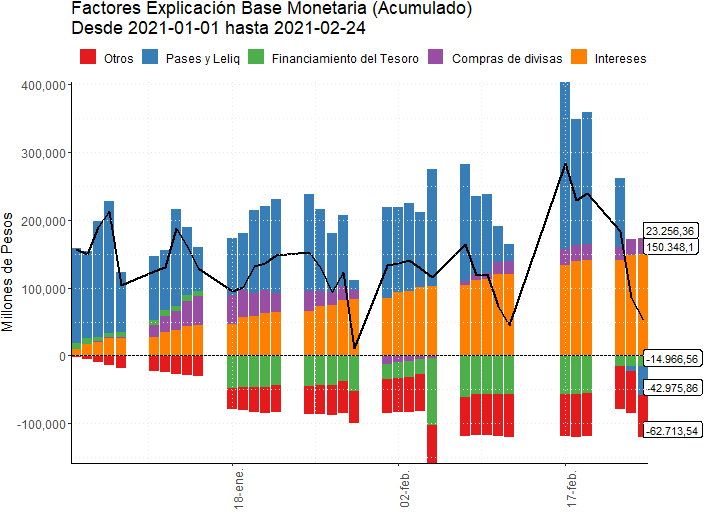 Factores Explicación Base Monetaria (Acumulado)
Desde 2021-01-01 hasta 2021-02-24
Otros Pases y Leliq Financiamiento del Tesoro Compras de divisas Intereses
Millones de Pesos
400,000
300,000
200,000
100,000
0
-100,000
23.256,36
150.348,1
-14.966,56
-42.975,86
-62.713,54
18-ene.
02-feb.
17-feb.